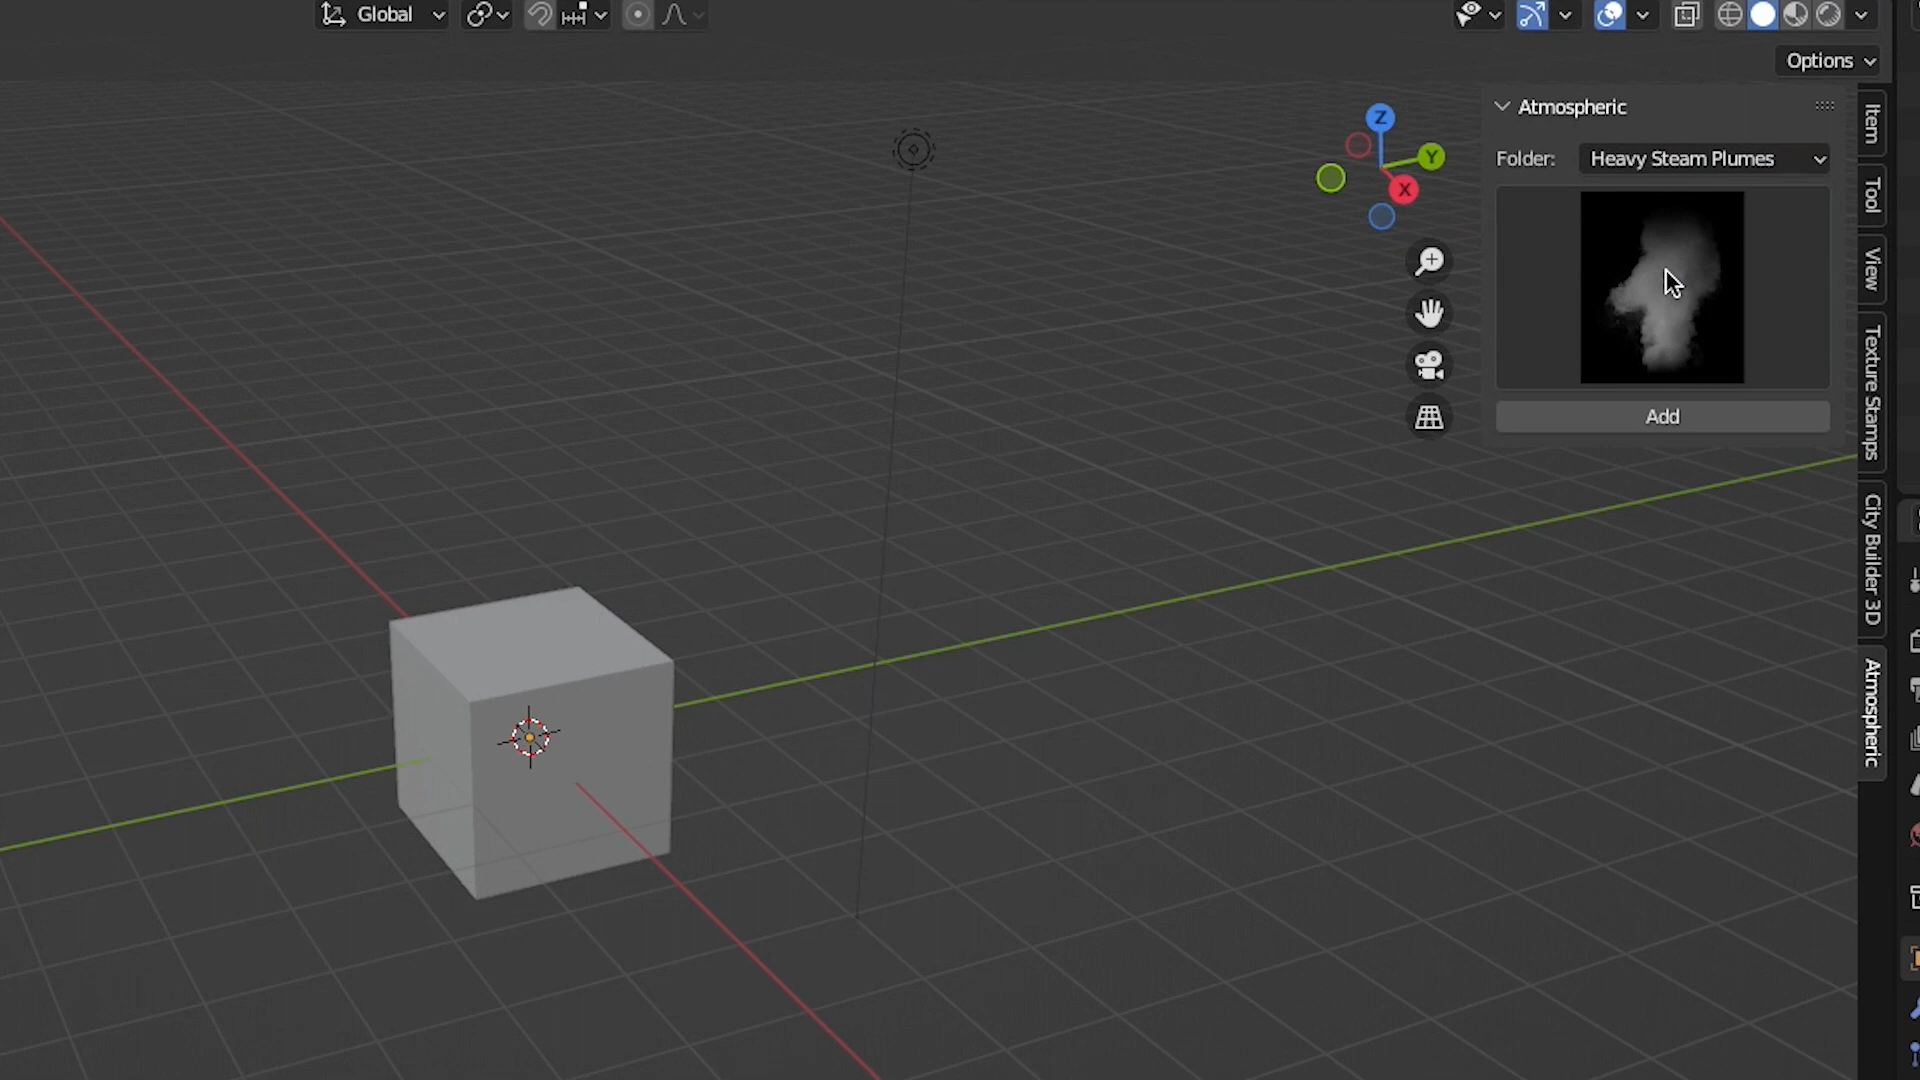 Global
Options
Atmospheric
Folder:
Heavy Steam Plumes
Add
Z
Y
X
Item
Tool
View
Texture Stamps
City Builder 3D
Atmospheric